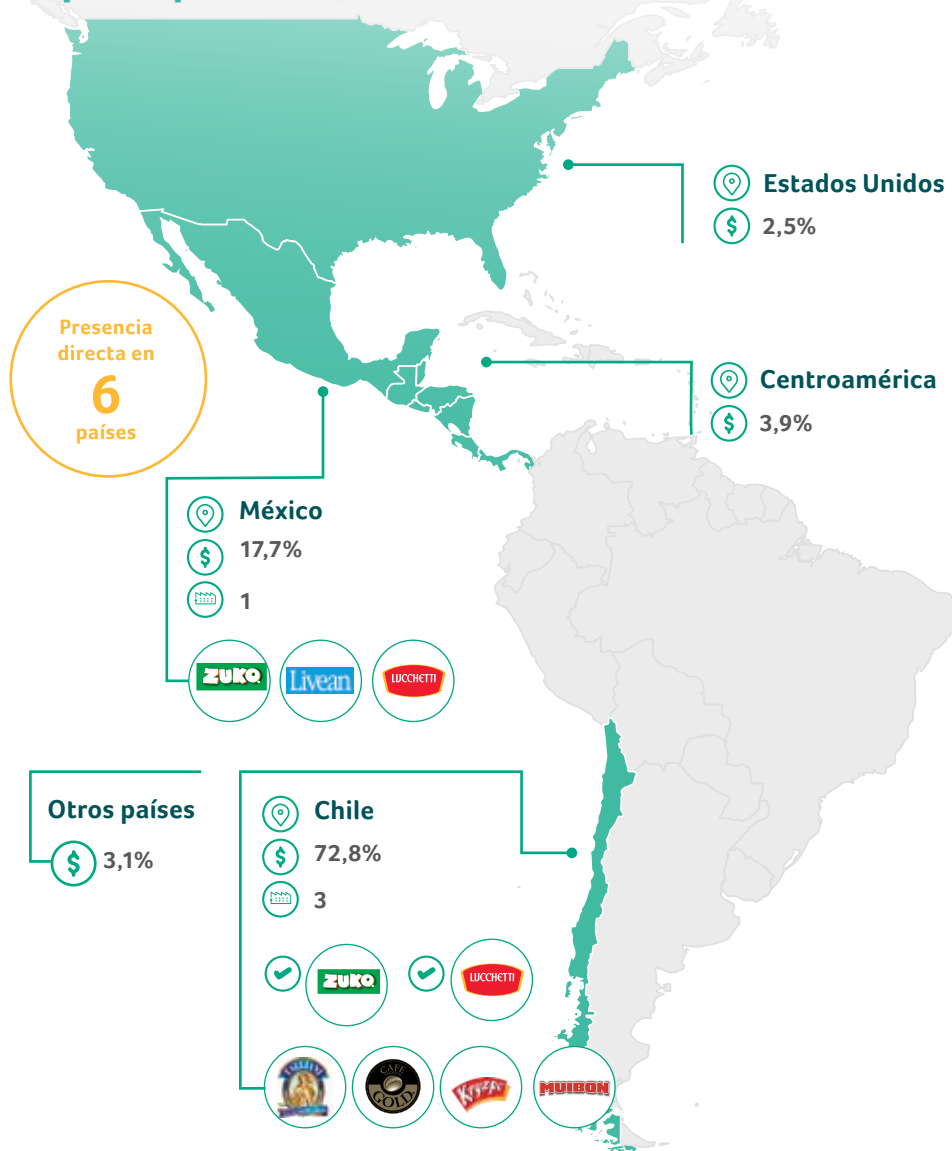 Estados Unidos
$ 2,5%
Presencia
directa en
6
países
Centroamérica
$ 3,9%
México
$ 17,7%
1
ZUKO
Livean
LUCCHETTI
Otros países
$ 3,1%
Chile
$ 72,8%
3
ZUKO
LUCCHETTI
CAFE
GOLD
Kryzpo
MUIBON